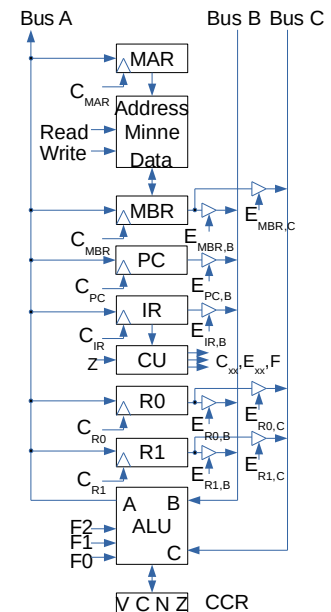 Bus A Bus B Bus C
MAR
C_MAR
Address
Minne
Data
Read
Write
MBR
C_MBR
E_MBR,B
E_MBR,C
PC
C_PC
E_PC,B
IR
C_IR
E_IR,B
Z
CU
C_xx,E_xx,F
R0
C_R0
E_R0,B
E_R0,C
R1
C_R1
E_R1,B
E_R1,C
A B
ALU
C
F2
F1
F0
V C N Z CCR